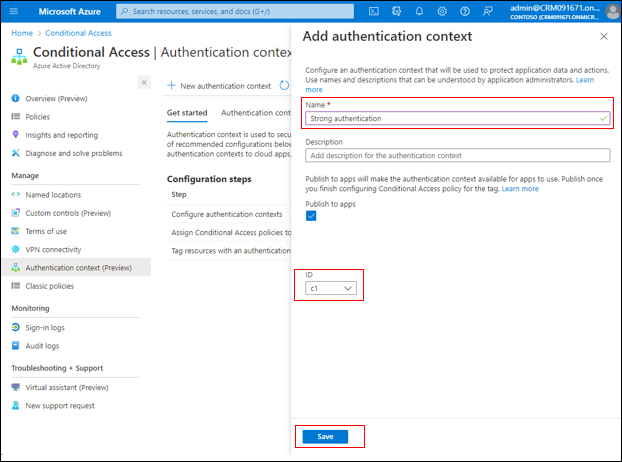 Microsoft Azure
Search resources, services, and docs (G+/)
admin@CRM091671.on...
CONTOSO (CRM091671.ONMICR...
Home > Conditional Access
Conditional Access | Authentication contex
Azure Active Directory
Overview (Preview)
Policies
Insights and reporting
Diagnose and solve problems
Manage
Named locations
Custom controls (Preview)
Terms of use
VPN connectivity
Authentication context (Preview)
Classic policies
Monitoring
Sign-in logs
Audit logs
Troubleshooting + Support
Virtual assistant (Preview)
New support request
New authentication context
Get started
Authentication con
Authentication context is used to secu
of recommended configurations below
authentication contexts to cloud apps,
Configuration steps
Step
Configure authentication contexts
Assign Conditional Access policies to
Tag resources with an authentication
Add authentication context
Configure an authentication context that will be used to protect application data and actions.
Use names and descriptions that can be understood by application administrators. Learn
more
Name *
Strong authentication
Description
Add description for the authentication context
Publish to apps will make the authentication context available for apps to use. Publish once
you finish configuring Conditional Access policy for the tag. Learn more
Publish to apps
ID
c1
Save